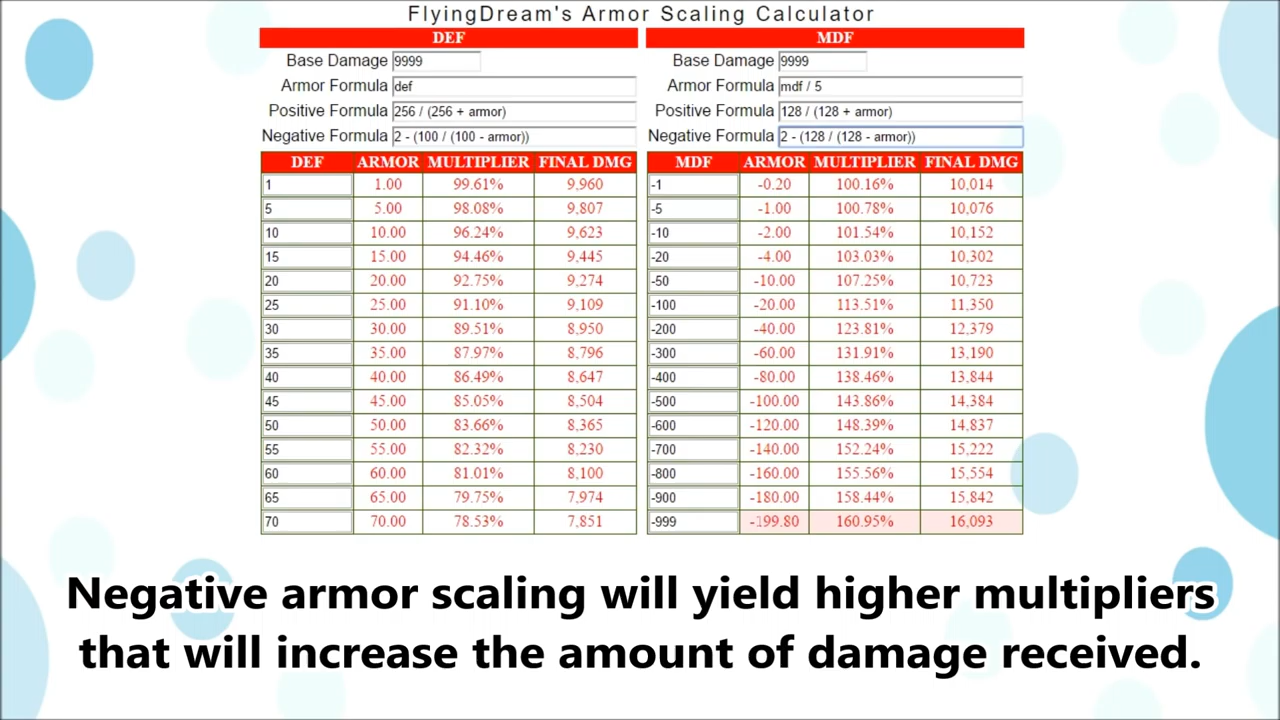 FlyingDream's Armor Scaling Calculator
DEF
Base Damage 9999
Armor Formula def
Positive Formula 256 / (256 + armor)
Negative Formula 2 - (100 / (100 - armor))
DEF ARMOR MULTIPLIER FINAL DMG
1 1.00 99.61% 9,960
5 5.00 98.08% 9,807
10 10.00 96.24% 9,623
15 15.00 94.46% 9,445
20 20.00 92.75% 9,274
25 25.00 91.10% 9,109
30 30.00 89.51% 8,950
35 35.00 87.97% 8,796
40 40.00 86.49% 8,647
45 45.00 85.05% 8,504
50 50.00 83.66% 8,365
55 55.00 82.32% 8,230
60 60.00 81.01% 8,100
65 65.00 79.75% 7,974
70 70.00 78.53% 7,851
MDF
Base Damage 9999
Armor Formula mdf / 5
Positive Formula 128 / (128 + armor)
Negative Formula 2 - (128 / (128 - armor))
MDF ARMOR MULTIPLIER FINAL DMG
-1 -0.20 100.16% 10,014
-5 -1.00 100.78% 10,076
-10 -2.00 101.54% 10,152
-20 -4.00 103.03% 10,302
-50 -10.00 107.25% 10,723
-100 -20.00 113.51% 11,350
-200 -40.00 123.81% 12,379
-300 -60.00 131.91% 13,190
-400 -80.00 138.46% 13,844
-500 -100.00 143.86% 14,384
-600 -120.00 148.39% 14,837
-700 -140.00 152.24% 15,222
-800 -160.00 155.56% 15,554
-900 -180.00 158.44% 15,842
-999 -199.80 160.95% 16,093
Negative armor scaling will yield higher multipliers
that will increase the amount of damage received.